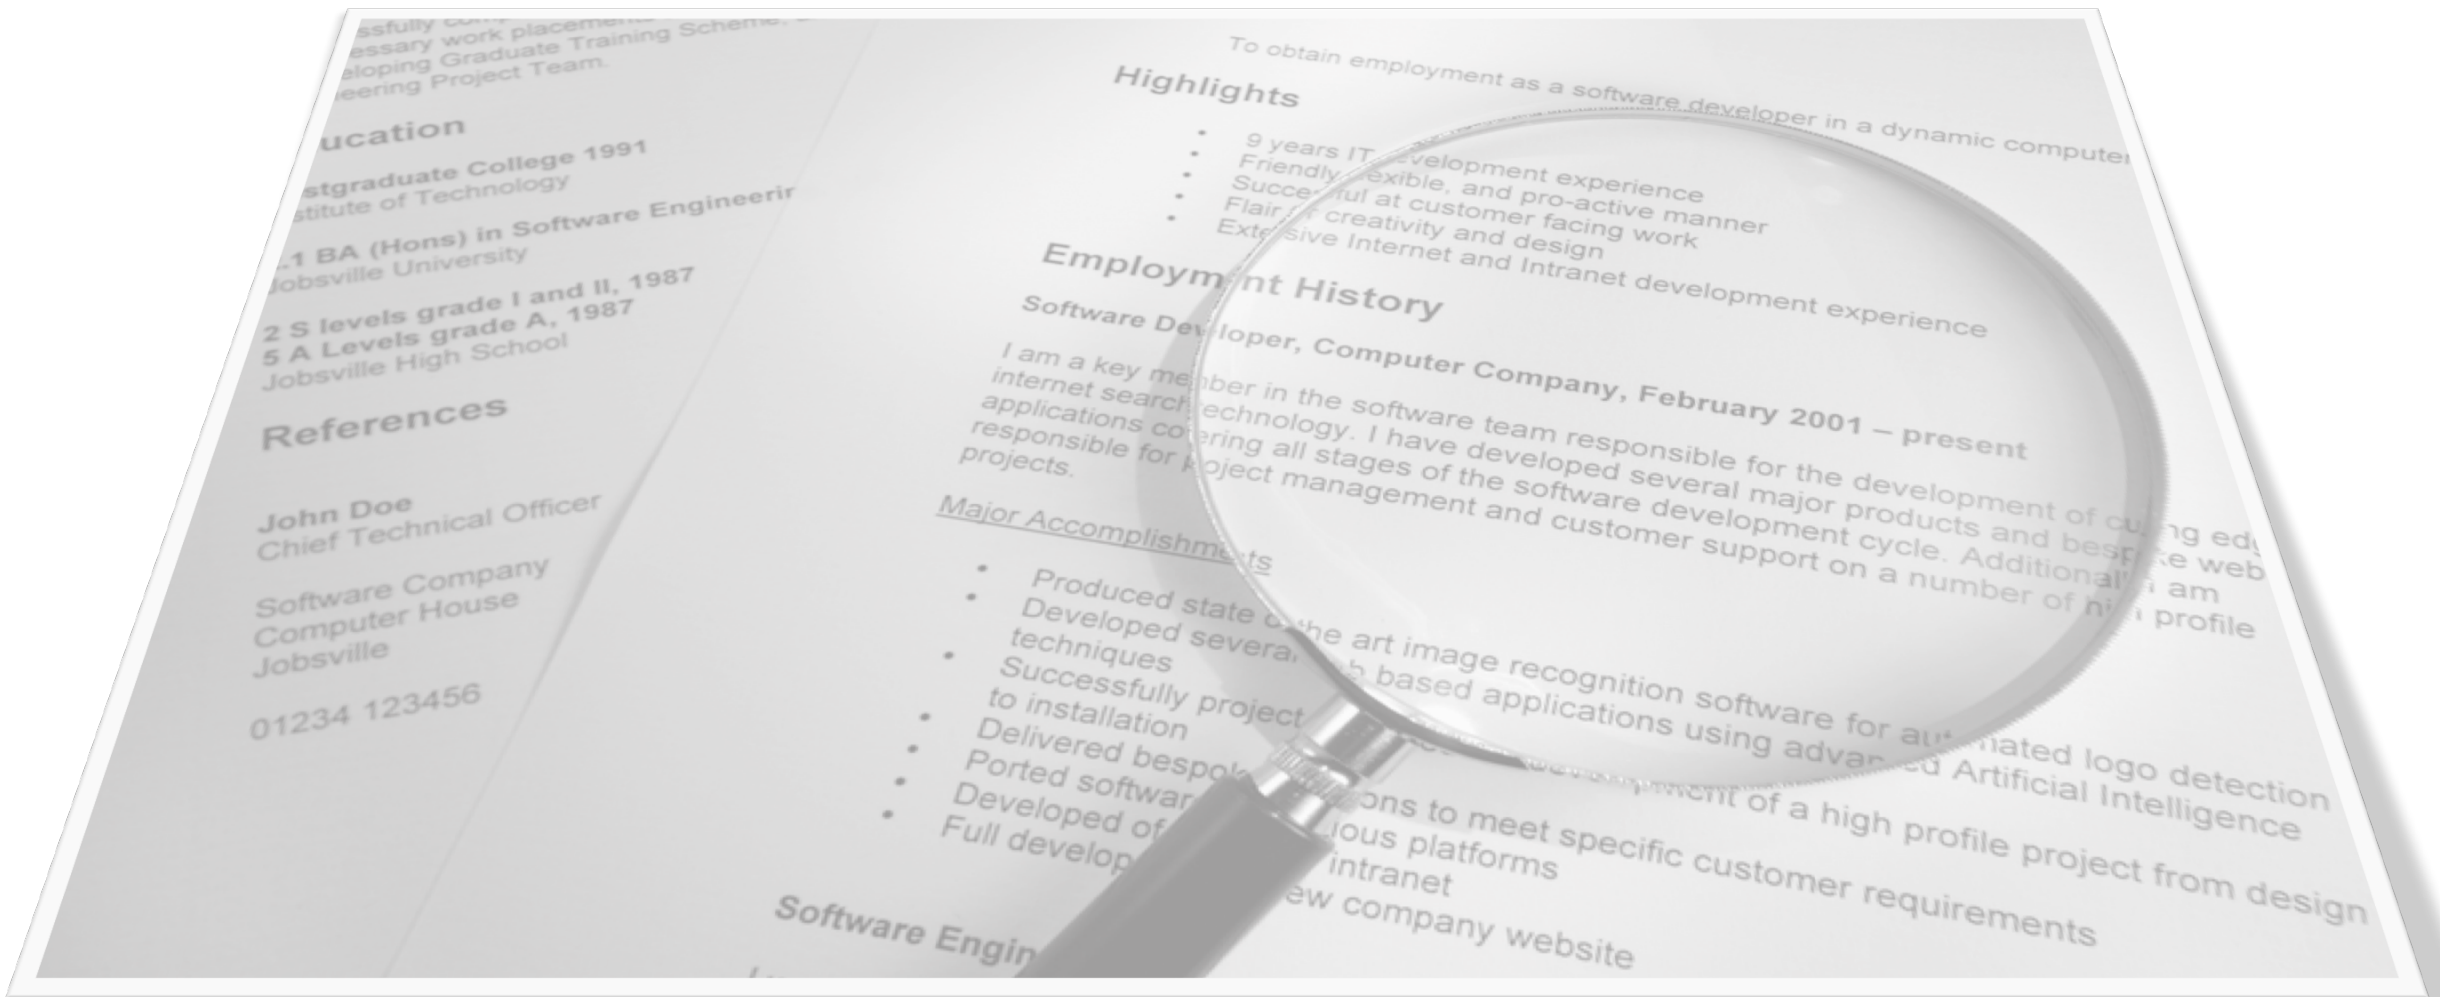 ssfully
essary work placements
eloping Graduate Training Scheme,
eering Project Team.
ucation
stgraduate College 1991
stitute of Technology
.1 BA (Hons) in Software Engineerin
Jobsville University
2 S levels grade I and II, 1987
5 A Levels grade A, 1987
Jobsville High School
References
John Doe
Chief Technical Officer
Software Company
Computer House
Jobsville
01234 123456
To obtain employment as a software developer in a dynamic computer
Highlights
• 9 years IT development experience
• Friendly, flexible, and pro-active manner
• Successful at customer facing work
• Flair for creativity and design
• Extensive Internet and Intranet development experience
Employment History
Software Developer, Computer Company, February 2001 – present
I am a key member in the software team responsible for the development of cutting edg
internet search technology. I have developed several major products and bespoke web
applications covering all stages of the software development cycle. Additionally I am
responsible for project management and customer support on a number of high profile
projects.
Major Accomplishments
• Produced state of the art image recognition software for automated logo detection
• Developed several web based applications using advanced Artificial Intelligence
techniques
• Successfully project development of a high profile project from design
to installation
• Delivered bespoke ons to meet specific customer requirements
• Ported software ious platforms
• Developed of intranet
• Full develop ew company website
Software Engin